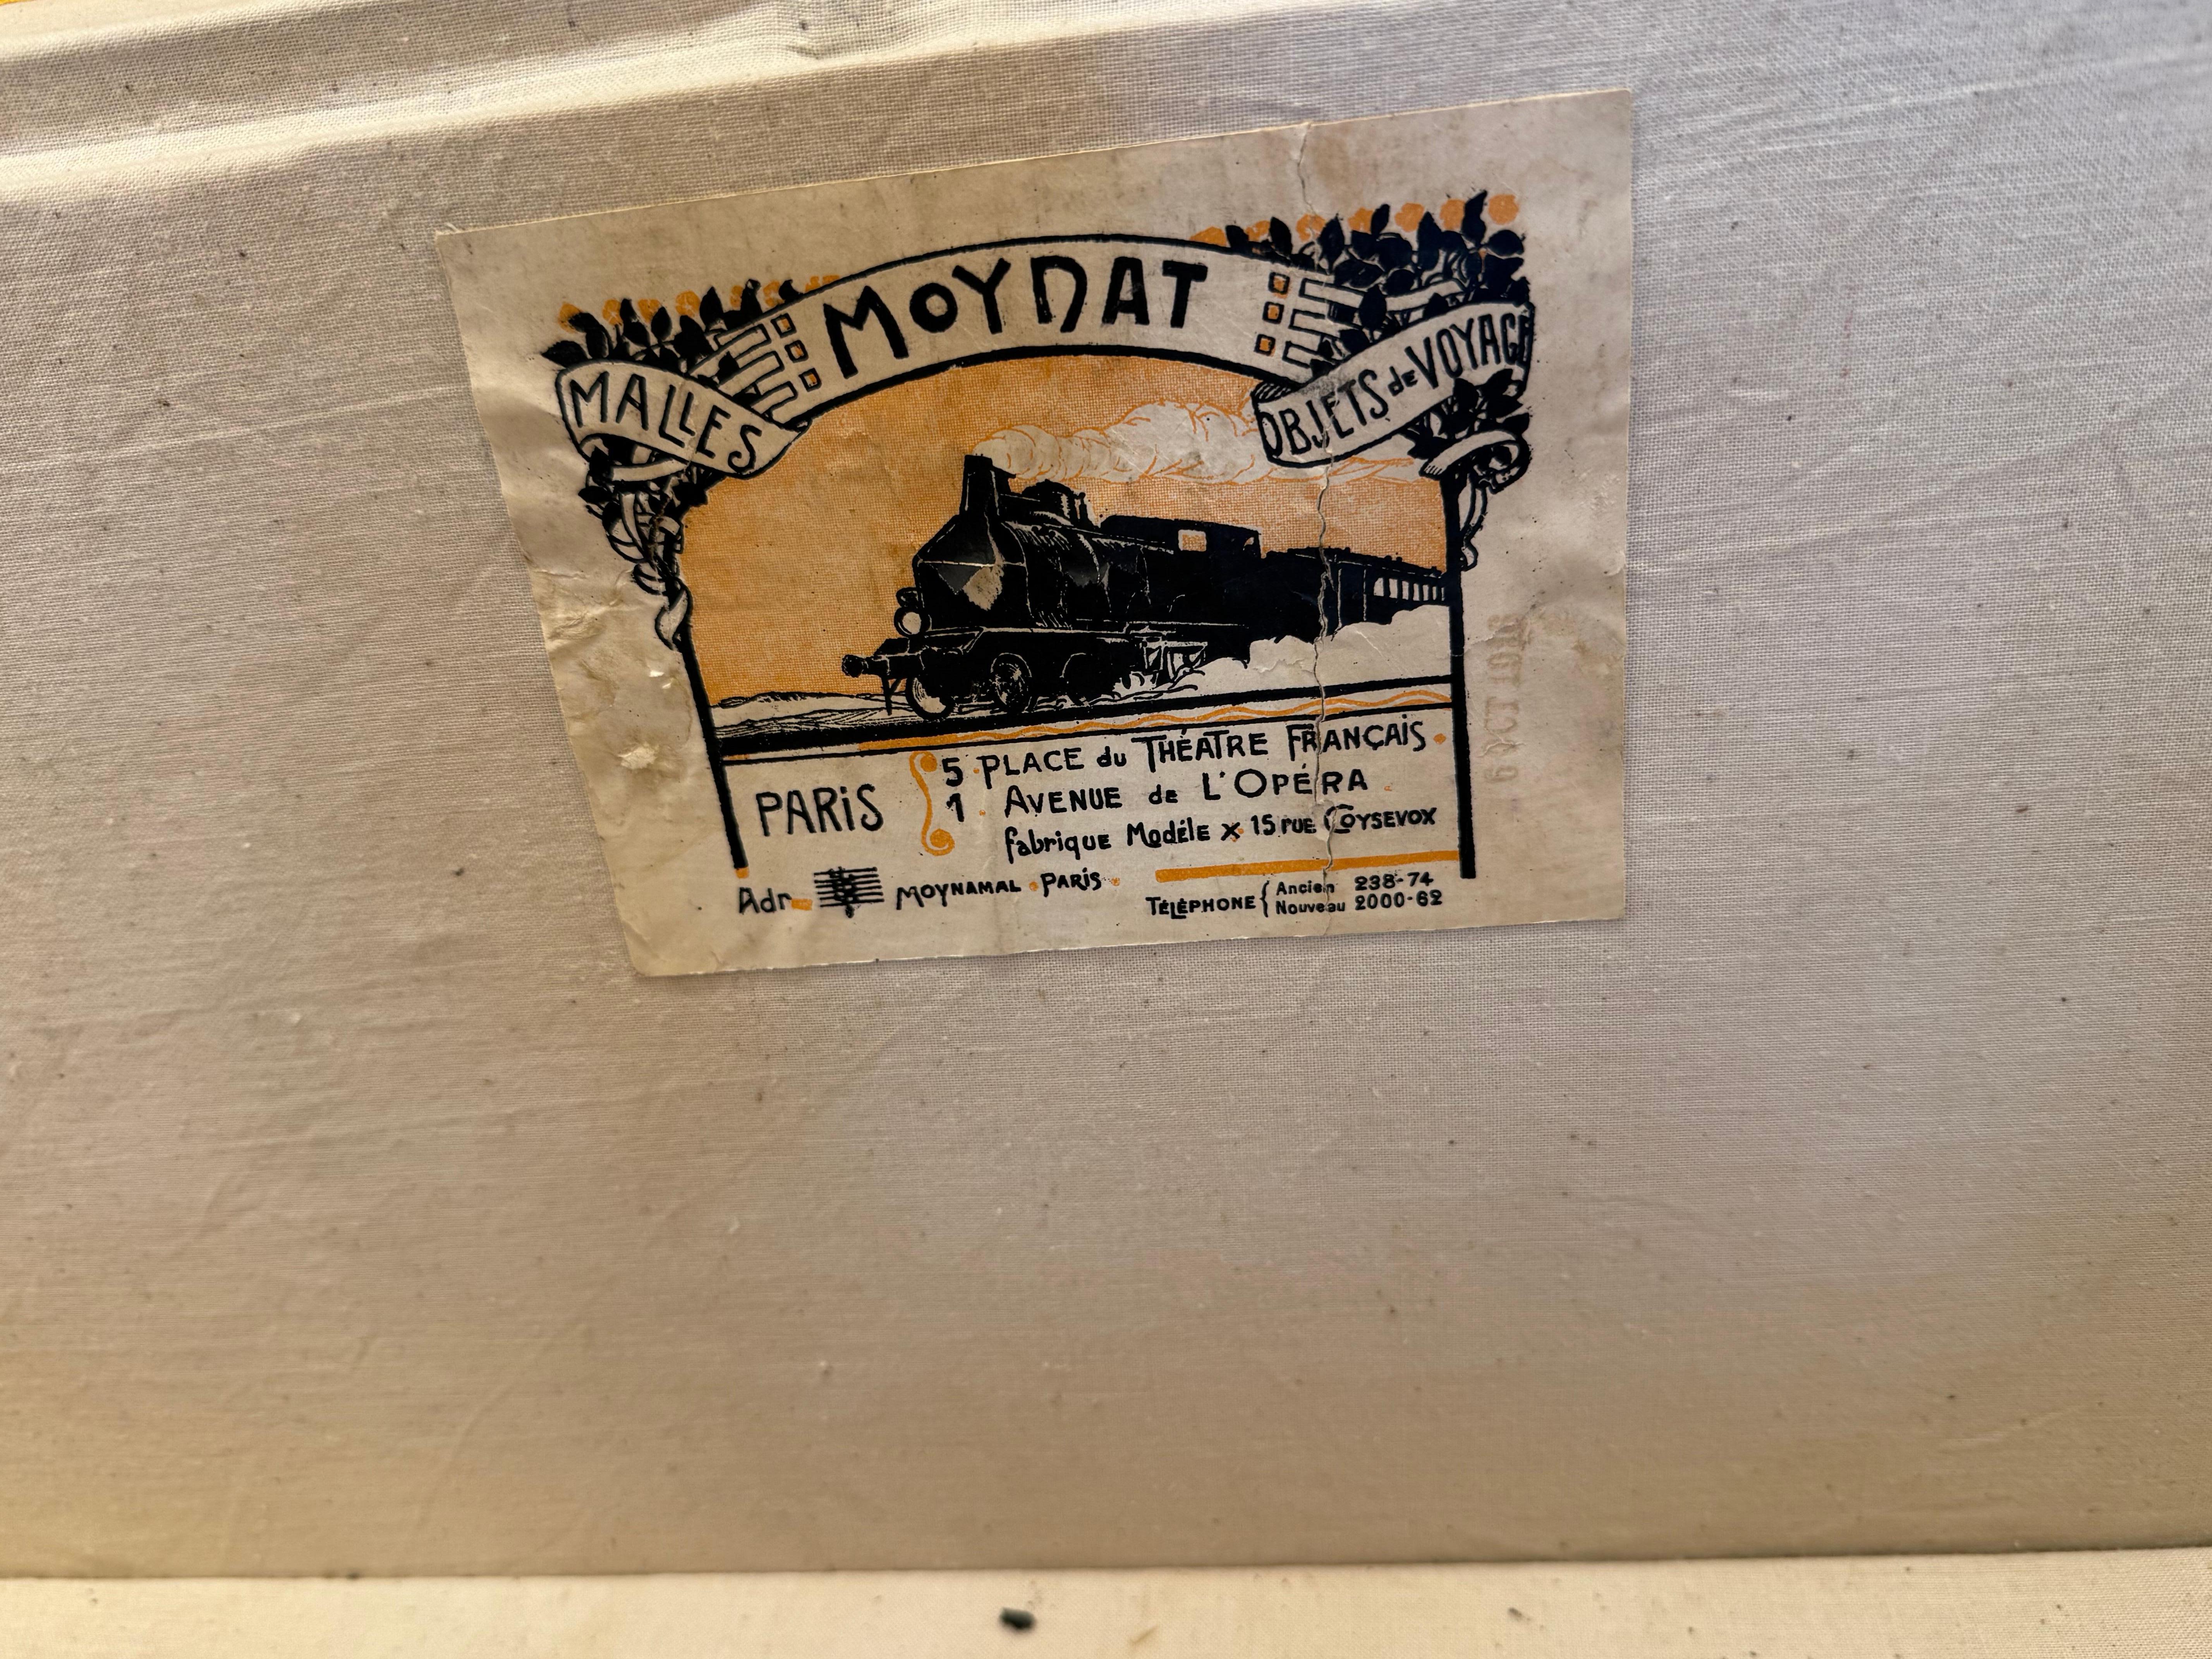 MOYNAT
MALLES
OBJETS de VOYAGE
PARiS
5 PLACE du THÉATRE FRANÇAiS
1 AVENUE de L'OPÉRA
fabrique Modéle x 15 RUE COYSEVOX
Adr MOYNAMAL PARiS
TÉLÉPHONE { Ancien 238-74
Nouveau 2000-62